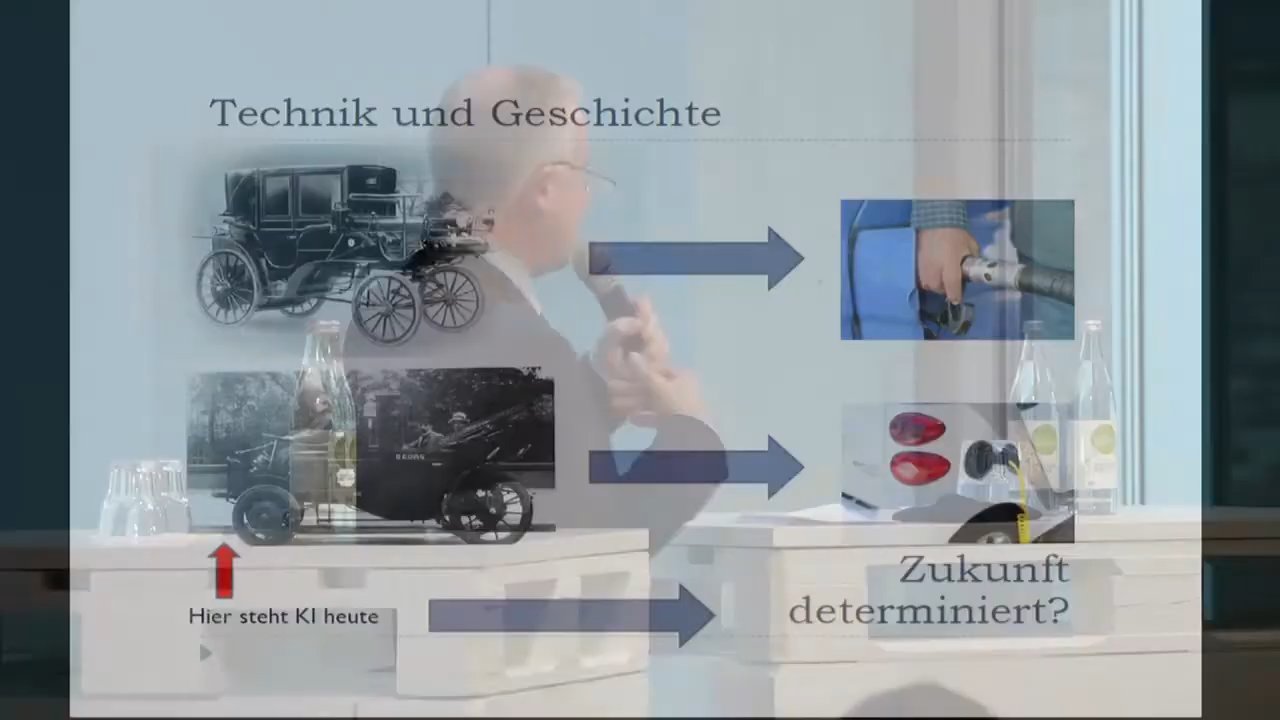 Technik und Geschichte
Hier steht KI heute
Zukunft
determiniert?